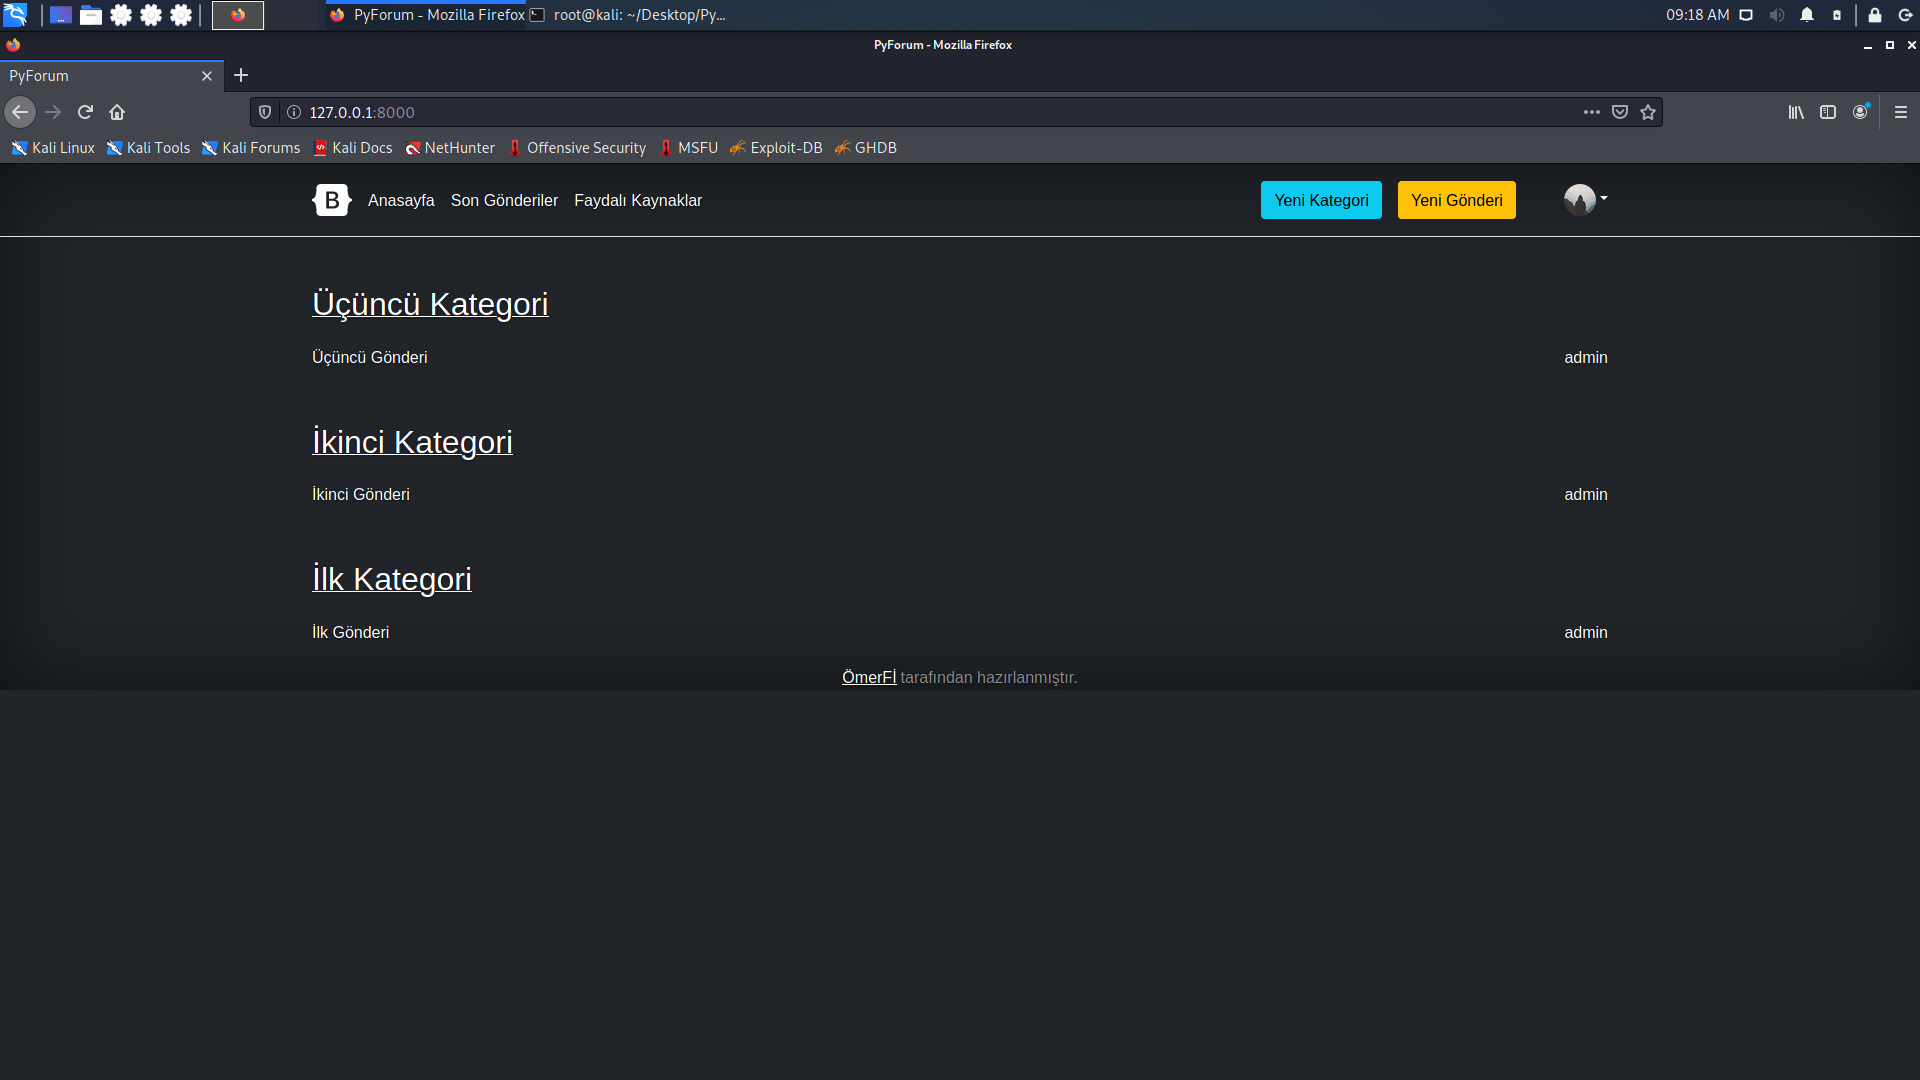 PyForum - Mozilla Firefox
root@kali: ~/Desktop/Py...
09:18 AM
PyForum - Mozilla Firefox
PyForum
127.0.0.1:8000
Kali Linux Kali Tools Kali Forums Kali Docs NetHunter Offensive Security MSFU Exploit-DB GHDB
B Anasayfa Son Gönderiler Faydalı Kaynaklar Yeni Kategori Yeni Gönderi
Üçüncü Kategori
Üçüncü Gönderi admin
İkinci Kategori
İkinci Gönderi admin
İlk Kategori
İlk Gönderi admin
ÖmerFİ tarafından hazırlanmıştır.